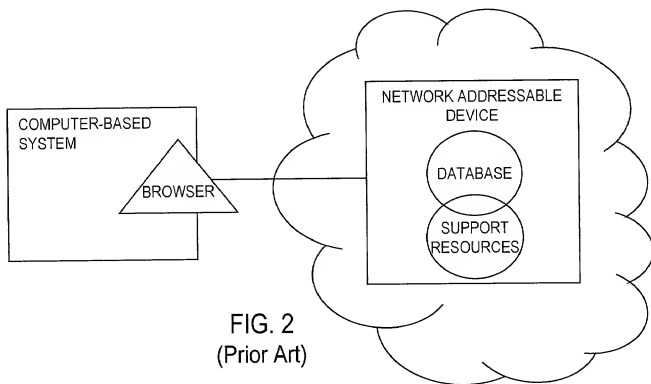 COMPUTER-BASED
SYSTEM
BROWSER
NETWORK ADDRESSABLE
DEVICE
DATABASE
SUPPORT
RESOURCES
FIG. 2
(Prior Art)